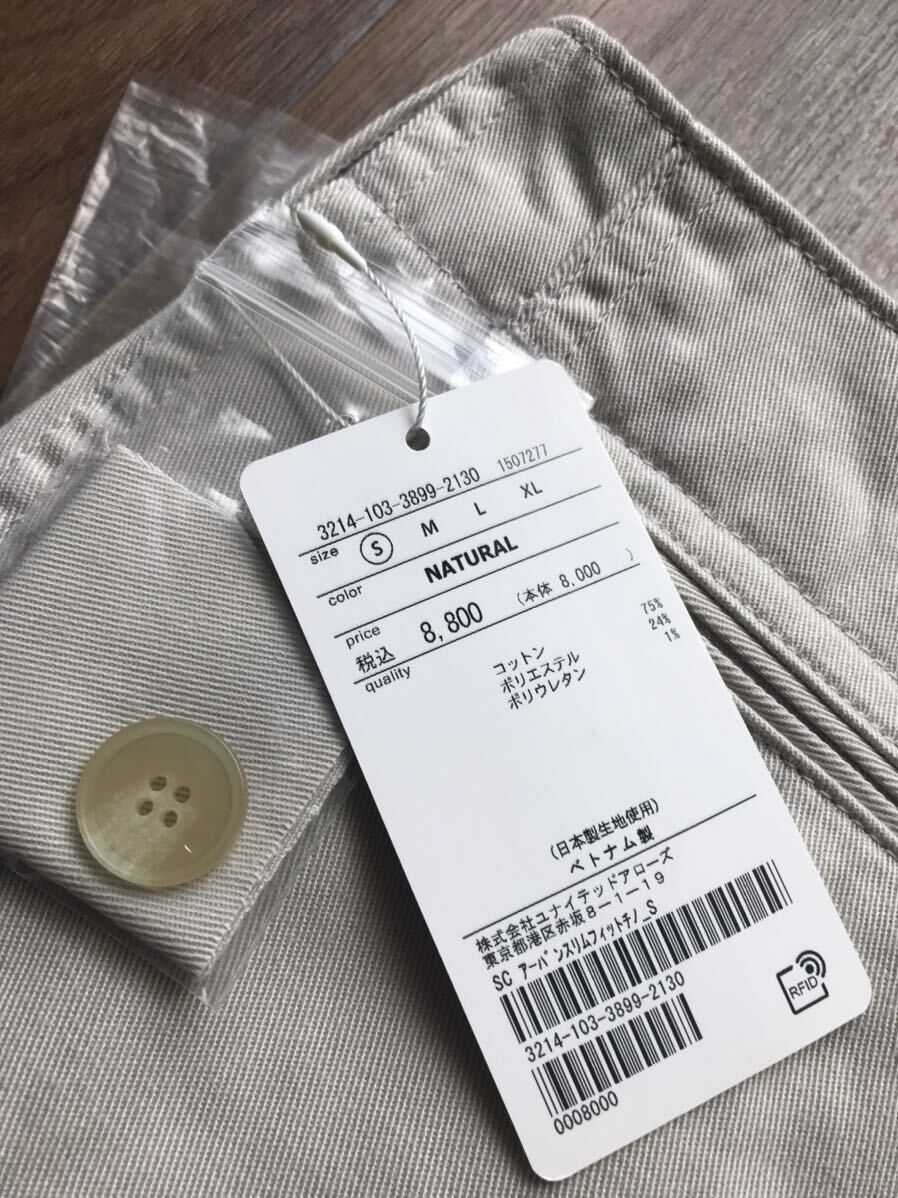 3214-103-3899-2130 1507277
size S M L XL
color NATURAL
price
税込 8,800 (本体 8,000 )
quality
コットン 75%
ポリエステル 24%
ポリウレタン 1%
(日本製生地使用)
ベトナム製
株式会社ユナイテッドアローズ
東京都港区赤坂8-1-19
SC アーバンスリムフィットチノ_S
3214-103-3899-2130
0008000
RFID